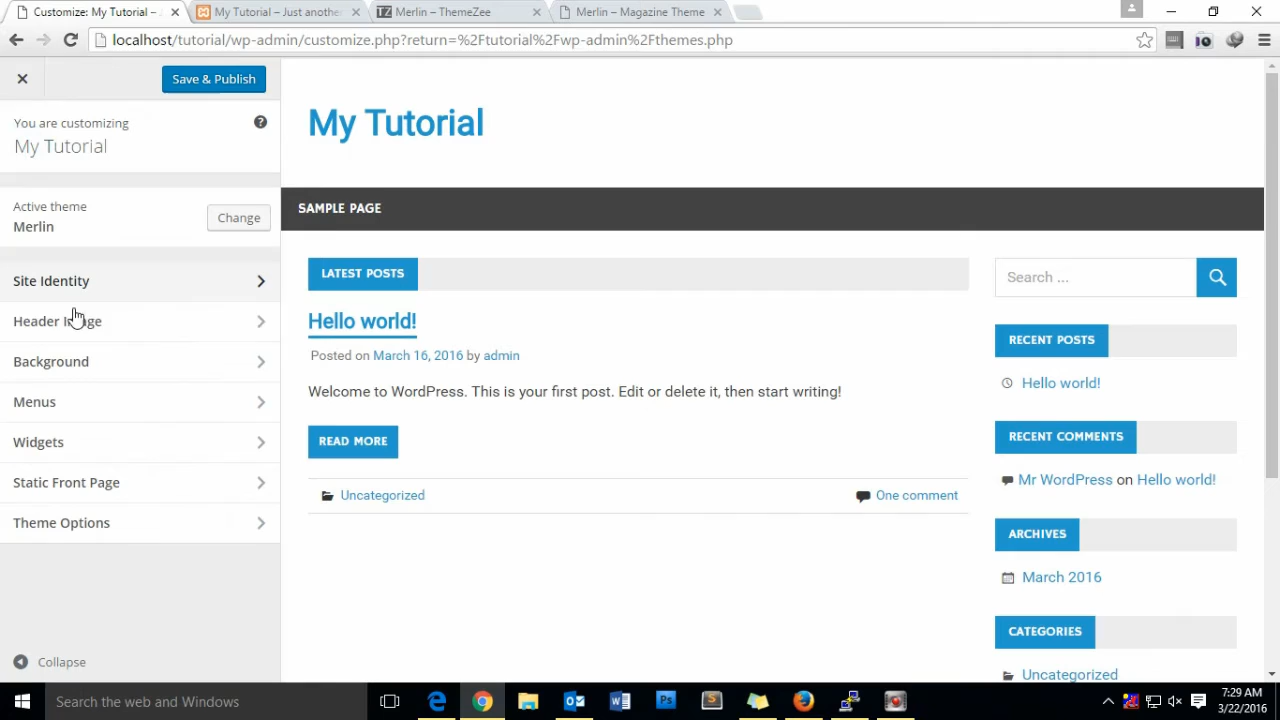 Customize: My Tutorial –
My Tutorial – Just anothe
Merlin – ThemeZee
Merlin – Magazine Theme
localhost/tutorial/wp-admin/customize.php?return=%2Ftutorial%2Fwp-admin%2Fthemes.php
Save & Publish
You are customizing
My Tutorial
Active theme
Merlin
Change
Site Identity
Header Image
Background
Menus
Widgets
Static Front Page
Theme Options
Collapse
My Tutorial
SAMPLE PAGE
LATEST POSTS
Hello world!
Posted on March 16, 2016 by admin
Welcome to WordPress. This is your first post. Edit or delete it, then start writing!
READ MORE
Uncategorized
One comment
Search ...
RECENT POSTS
Hello world!
RECENT COMMENTS
Mr WordPress on Hello world!
ARCHIVES
March 2016
CATEGORIES
Uncategorized
Search the web and Windows
7:29 AM
3/22/2016